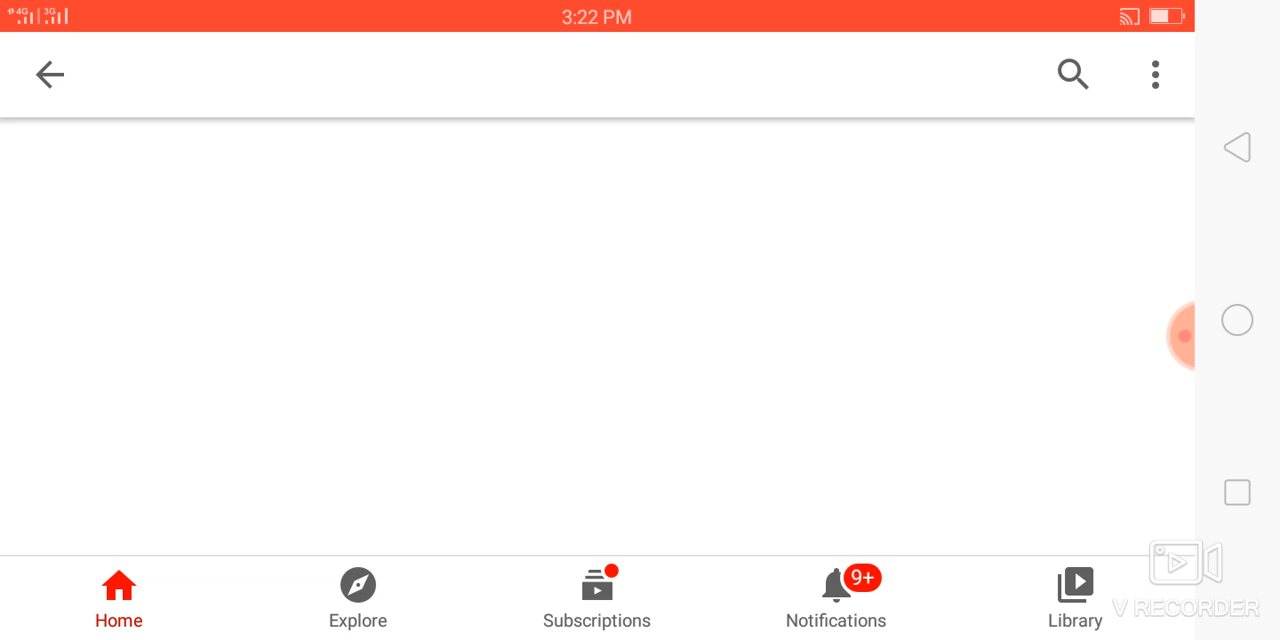 4G 3G 3:22 PM
Home Explore Subscriptions 9+ Notifications Library
V RECORDER